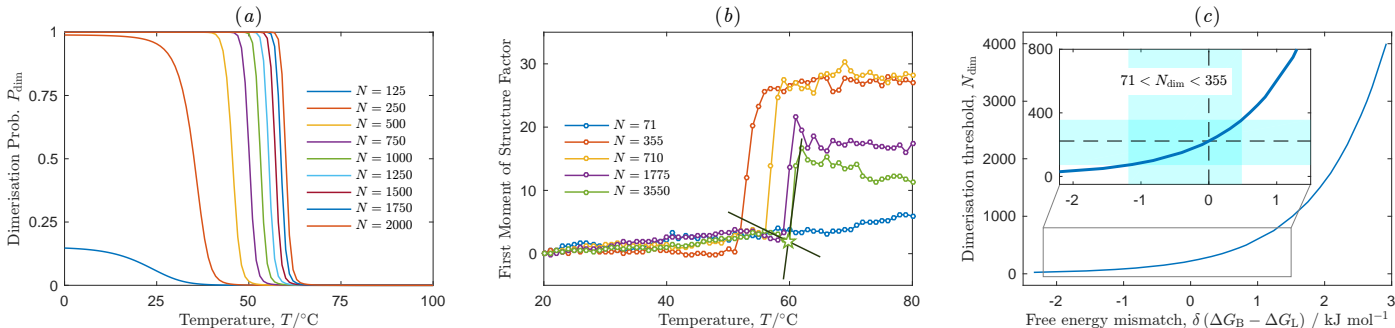 (a)
Dimerisation Prob. P_dim
1
0.75
0.5
0.25
0
N = 125
N = 250
N = 500
N = 750
N = 1000
N = 1250
N = 1500
N = 1750
N = 2000
0 25 50 75 100
Temperature, T/°C
(b)
First Moment of Structure Factor
30
20
10
0
N = 71
N = 355
N = 710
N = 1775
N = 3550
20 40 60 80
Temperature, T/°C
(c)
Dimerisation threshold, N_dim
4000
3000
2000
1000
0
800
400
0
71 < N_dim < 355
-2 -1 0 1
-2 -1 0 1 2 3
Free energy mismatch, δ (ΔG_B − ΔG_L) / kJ mol⁻¹